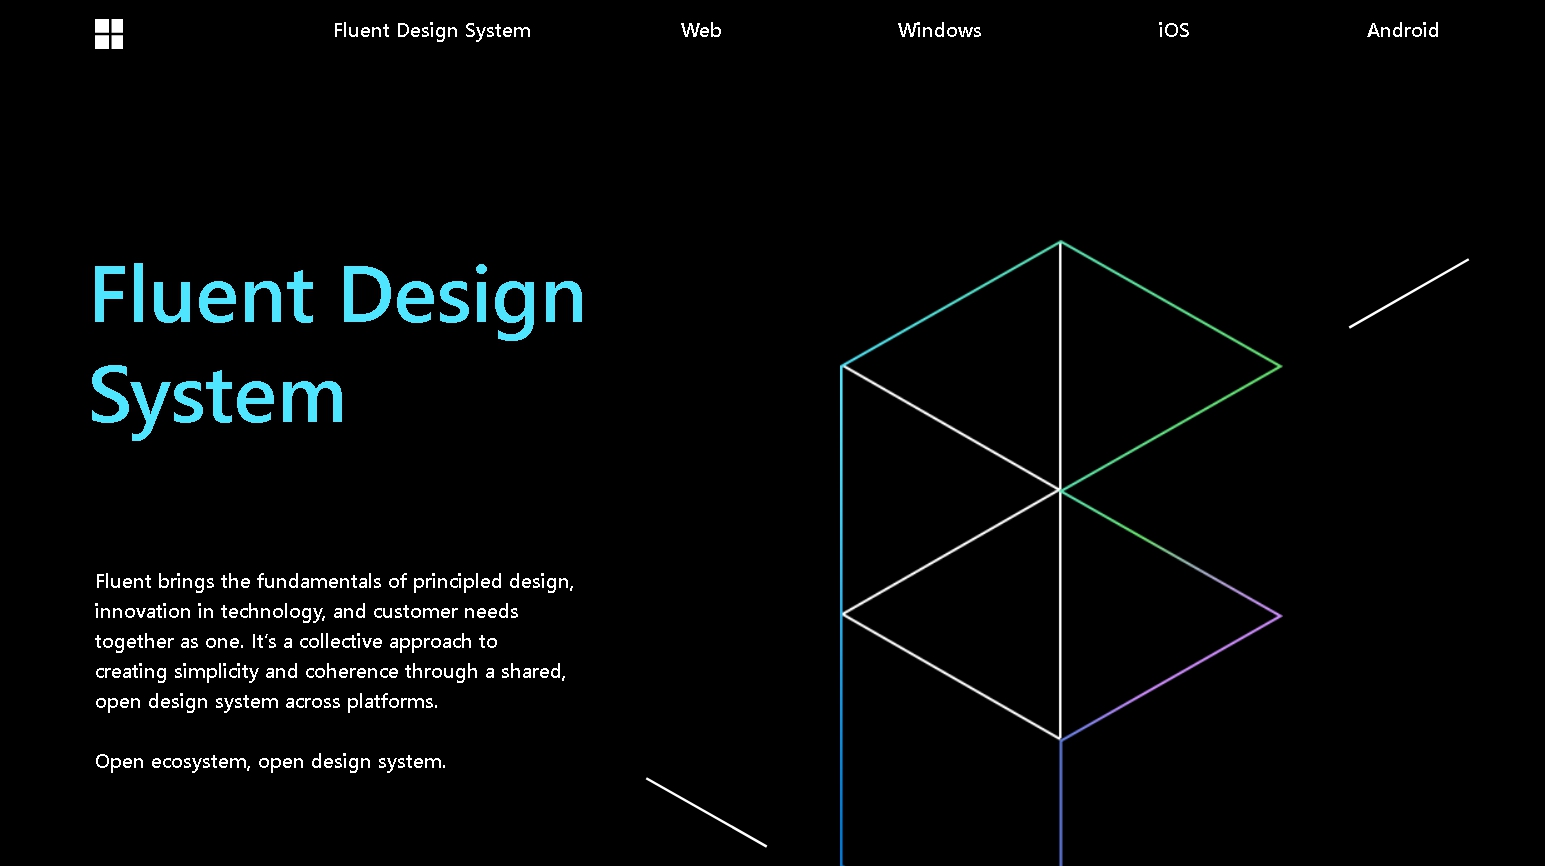 Fluent Design System
Web
Windows
iOS
Android
Fluent Design
System
Fluent brings the fundamentals of principled design,
innovation in technology, and customer needs
together as one. It’s a collective approach to
creating simplicity and coherence through a shared,
open design system across platforms.
Open ecosystem, open design system.